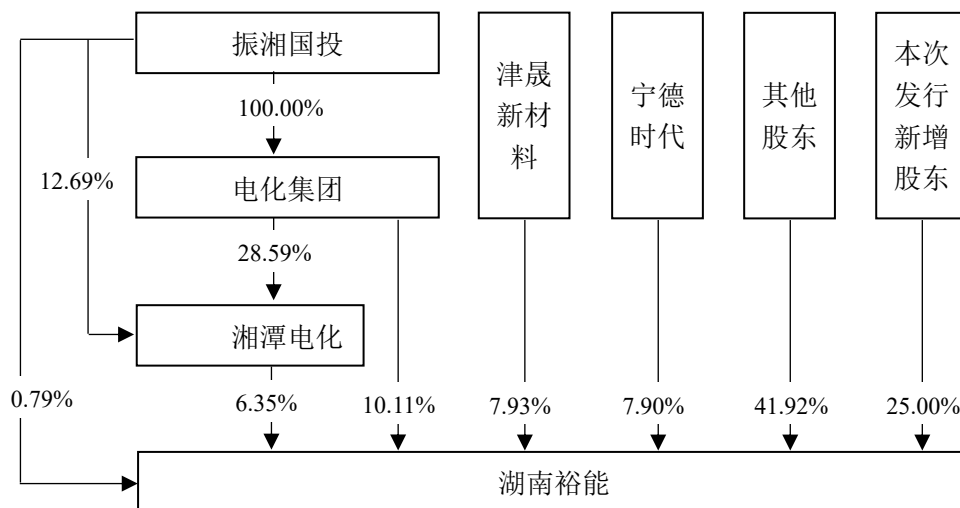 振湘国投
100.00%
12.69%
电化集团
28.59%
湘潭电化
津晟
新材
料
宁德
时代
其他
股东
本次
发行
新增
股东
0.79%
6.35%
10.11%
7.93%
7.90%
41.92%
25.00%
湖南裕能